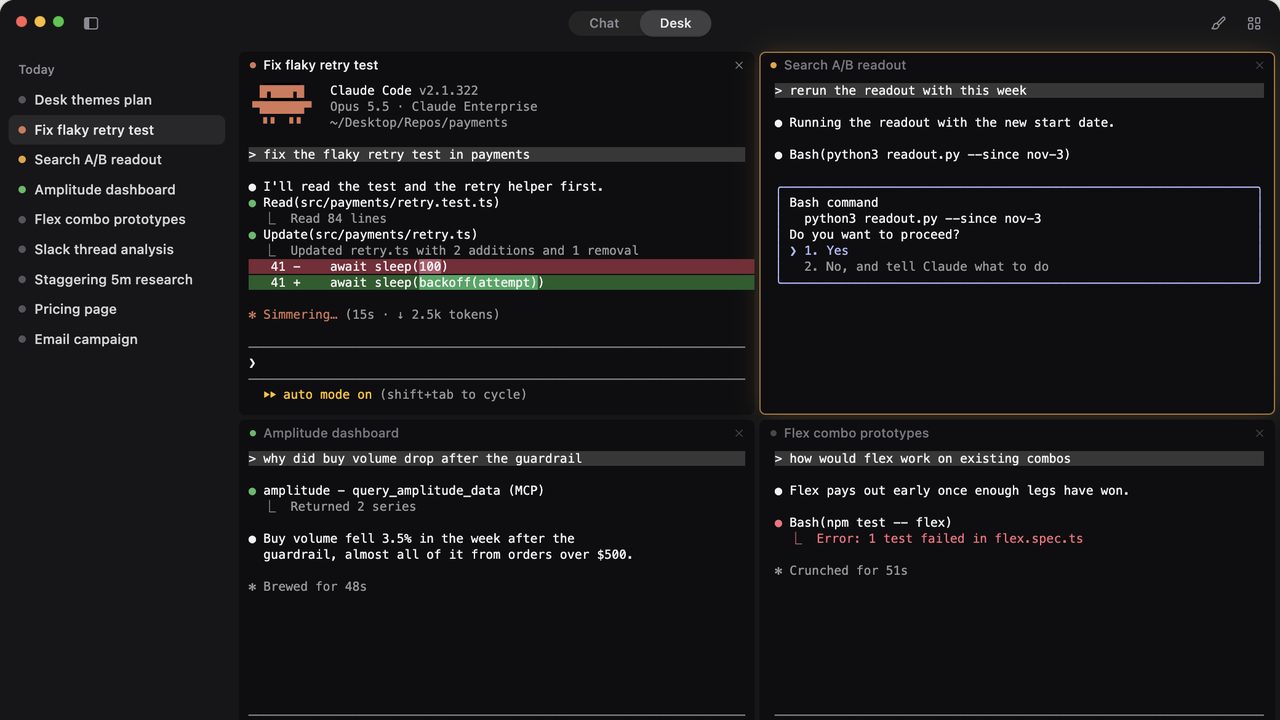 Chat
Desk
Today
Desk themes plan
Fix flaky retry test
Search A/B readout
Amplitude dashboard
Flex combo prototypes
Slack thread analysis
Staggering 5m research
Pricing page
Email campaign
Fix flaky retry test
Claude Code v2.1.322
Opus 5.5 · Claude Enterprise
~/Desktop/Repos/payments
> fix the flaky retry test in payments
● I'll read the test and the retry helper first.
● Read(src/payments/retry.test.ts)
⎿ Read 84 lines
● Update(src/payments/retry.ts)
⎿ Updated retry.ts with 2 additions and 1 removal
41 - await sleep(100)
41 + await sleep(backoff(attempt))
✻ Simmering… (15s · ↓ 2.5k tokens)
❯
⏵⏵ auto mode on (shift+tab to cycle)
Search A/B readout
> rerun the readout with this week
● Running the readout with the new start date.
● Bash(python3 readout.py --since nov-3)
Bash command
python3 readout.py --since nov-3
Do you want to proceed?
❯ 1. Yes
2. No, and tell Claude what to do
Amplitude dashboard
> why did buy volume drop after the guardrail
● amplitude - query_amplitude_data (MCP)
⎿ Returned 2 series
● Buy volume fell 3.5% in the week after the
guardrail, almost all of it from orders over $500.
✻ Brewed for 48s
Flex combo prototypes
> how would flex work on existing combos
● Flex pays out early once enough legs have won.
● Bash(npm test -- flex)
⎿ Error: 1 test failed in flex.spec.ts
✻ Crunched for 51s